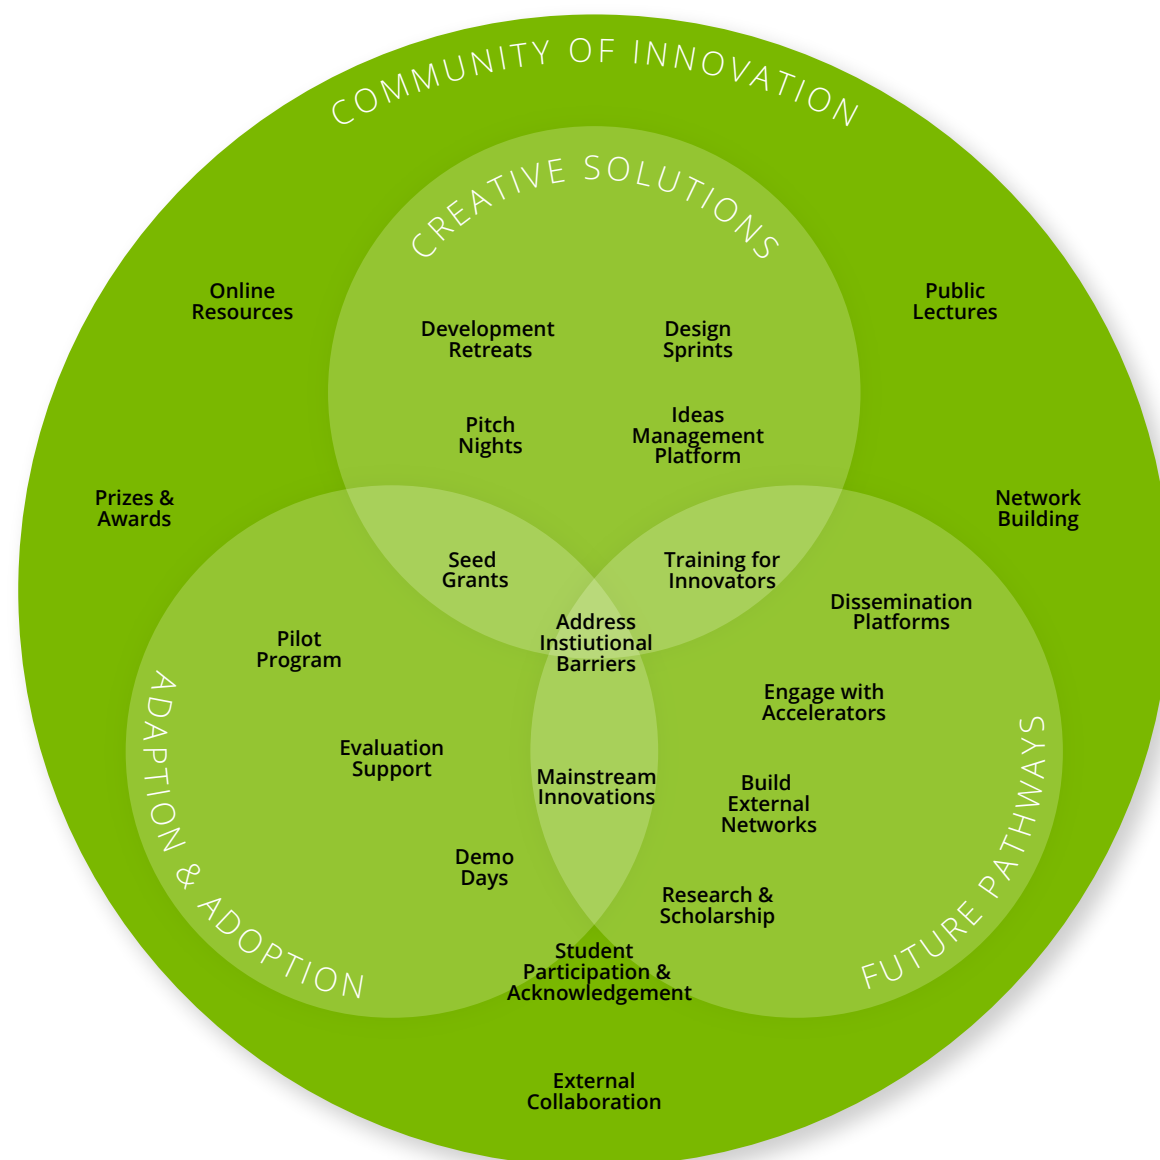 COMMUNITY OF INNOVATION
CREATIVE SOLUTIONS
Online
Resources
Public
Lectures
Development
Retreats
Design
Sprints
Pitch
Nights
Ideas
Management
Platform
Prizes &
Awards
Network
Building
Seed
Grants
Training for
Innovators
Dissemination
Platforms
Address
Instiutional
Barriers
Pilot
Program
Engage with
Accelerators
Evaluation
Support
Mainstream
Innovations
Build
External
Networks
Demo
Days
Research &
Scholarship
ADAPTION & ADOPTION
FUTURE PATHWAYS
Student
Participation &
Acknowledgement
External
Collaboration